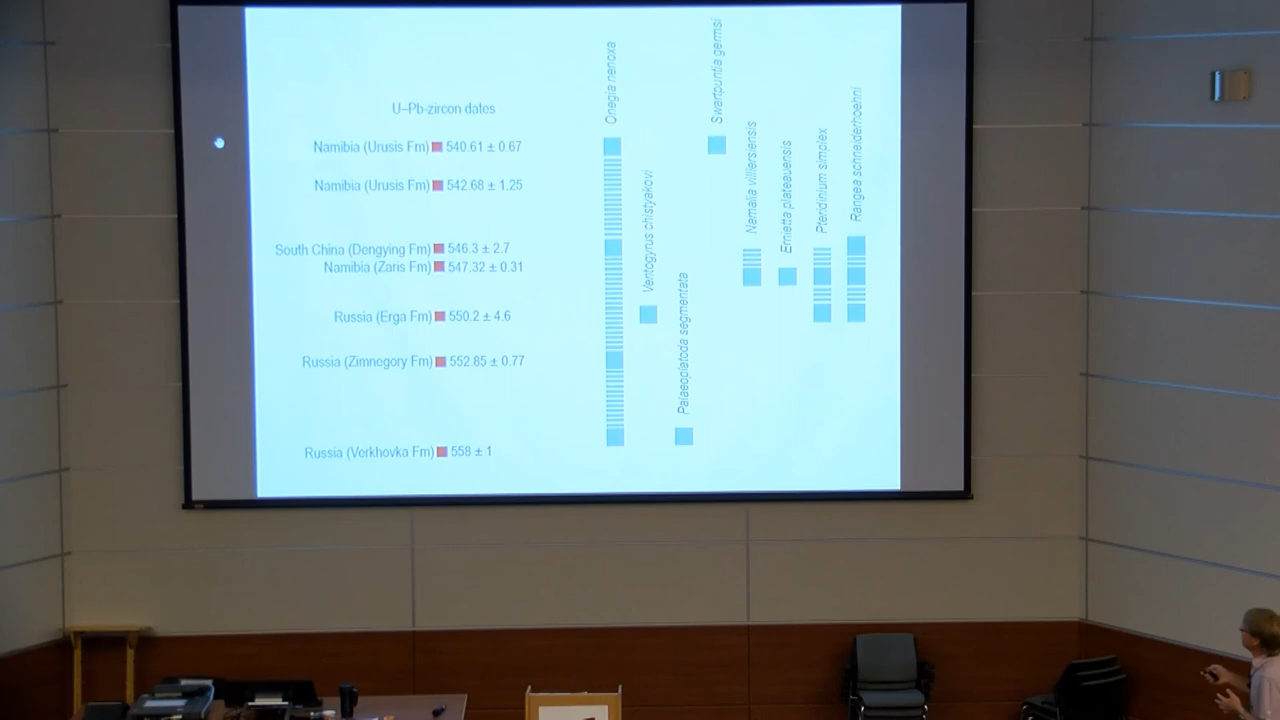 U–Pb-zircon dates
Namibia (Urusis Fm) 540.61 ± 0.67
Namibia (Urusis Fm) 542.68 ± 1.25
South China (Dengying Fm) 546.3 ± 2.7
Namibia (Zaris Fm) 547.32 ± 0.31
Russia (Erga Fm) 550.2 ± 4.6
Russia (Zimnegory Fm) 552.85 ± 0.77
Russia (Verkhovka Fm) 558 ± 1
Onegia nenoxa
Ventogyrus chistyakovi
Palaeoplatoda segmentata
Swartpuntia germsi
Namalia villiersiensis
Ernietta plateauensis
Pteridinium simplex
Rangea schneiderhoehni